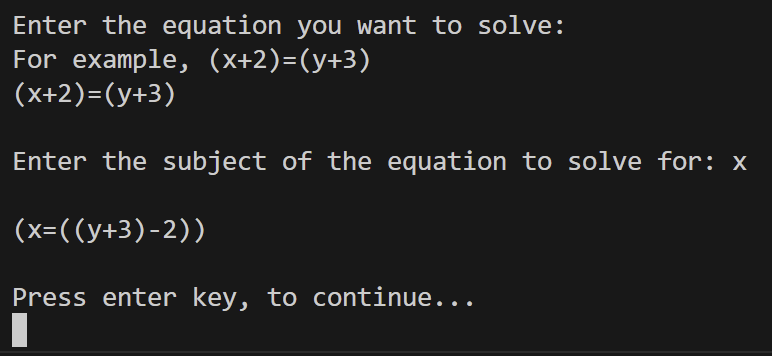 Enter the equation you want to solve:
For example, (x+2)=(y+3)
(x+2)=(y+3)
Enter the subject of the equation to solve for: x
(x=((y+3)-2))
Press enter key, to continue...